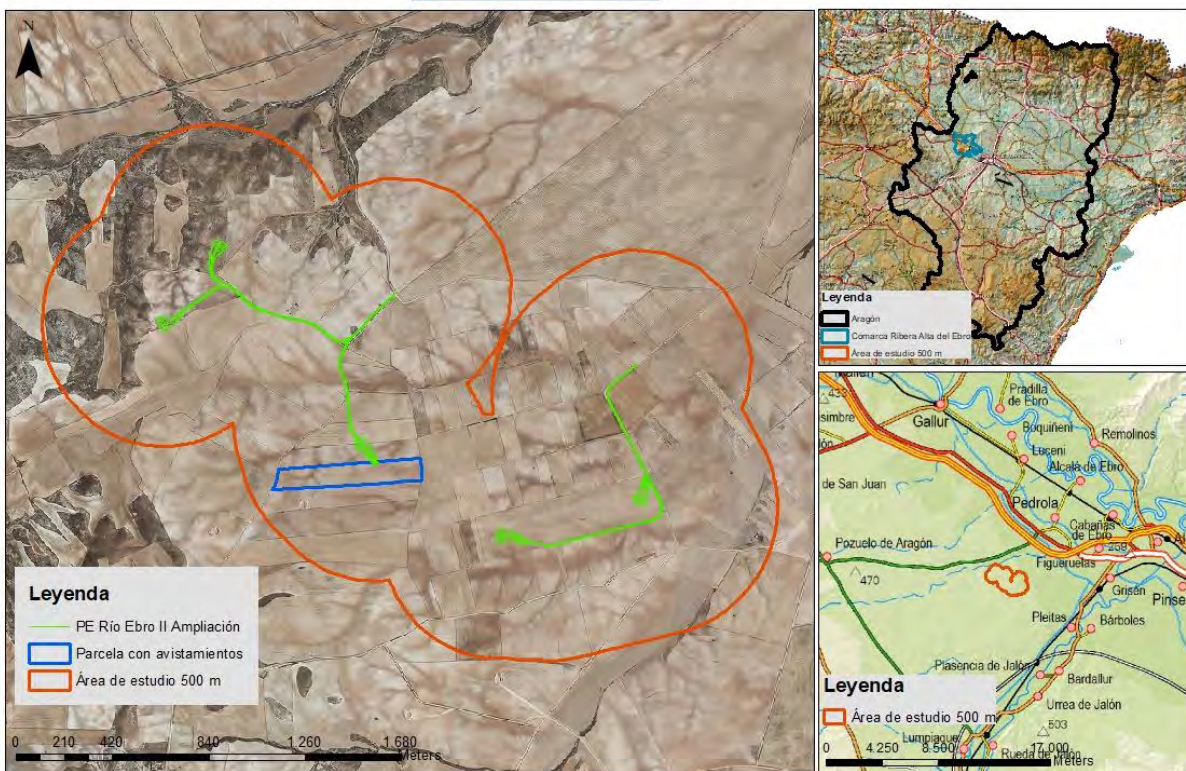 N
Leyenda
PE Río Ebro II Ampliación
Parcela con avistamientos
Área de estudio 500 m
0 210 420 840 1.260 1.680
Meters
Leyenda
Aragón
Comarca Ribera Alta del Ebro
Área de estudio 500 m
433
Pradilla
de Ebro
Gallur
Boquiñeni
Remolinos
Luceni
Alcalá de Ebro
de San Juan
Pedrola
Cabañas
de Ebro
Pozuelo de Aragón
Figueruelas
259
470
Grisén
Pinse
Pleitas
Bárboles
Plasencia de Jalón
Bardallur
Leyenda
Área de estudio 500 m
Urrea de Jalón
503
Lumpiaque
Rueda de Jalón
0 4.250 8.500 17.000
Meters